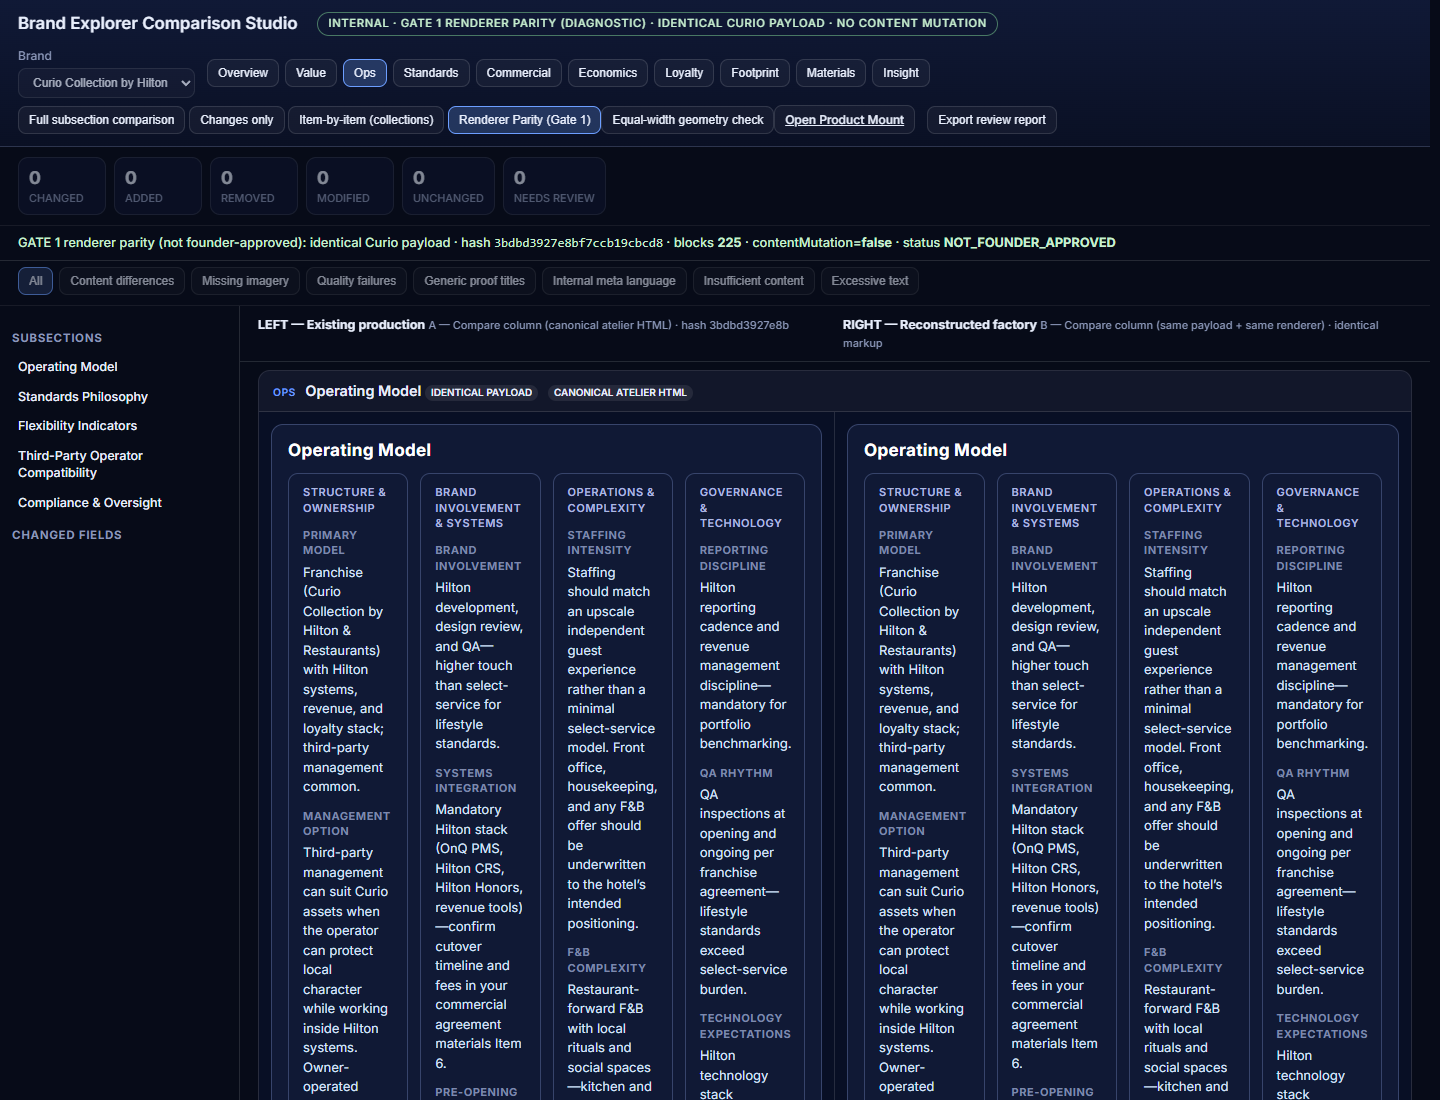 Brand Explorer Comparison Studio
INTERNAL · GATE 1 RENDERER PARITY (DIAGNOSTIC) · IDENTICAL CURIO PAYLOAD · NO CONTENT MUTATION
Brand
Curio Collection by Hilton
Overview
Value
Ops
Standards
Commercial
Economics
Loyalty
Footprint
Materials
Insight
Full subsection comparison
Changes only
Item-by-item (collections)
Renderer Parity (Gate 1)
Equal-width geometry check
Open Product Mount
Export review report
0
CHANGED
0
ADDED
0
REMOVED
0
MODIFIED
0
UNCHANGED
0
NEEDS REVIEW
GATE 1 renderer parity (not founder-approved): identical Curio payload · hash 3bdbd3927e8bf7ccb19cbcd8 · blocks 225 · contentMutation=false · status NOT_FOUNDER_APPROVED
All
Content differences
Missing imagery
Quality failures
Generic proof titles
Internal meta language
Insufficient content
Excessive text
SUBSECTIONS
Operating Model
Standards Philosophy
Flexibility Indicators
Third-Party Operator
Compatibility
Compliance & Oversight
CHANGED FIELDS
LEFT — Existing production A — Compare column (canonical atelier HTML) · hash 3bdbd3927e8b
RIGHT — Reconstructed factory B — Compare column (same payload + same renderer) · identical
markup
OPS Operating Model IDENTICAL PAYLOAD CANONICAL ATELIER HTML
Operating Model
STRUCTURE &
OWNERSHIP
PRIMARY
MODEL
Franchise
(Curio
Collection by
Hilton &
Restaurants)
with Hilton
systems,
revenue, and
loyalty stack;
third-party
management
common.
MANAGEMENT
OPTION
Third-party
management
can suit Curio
assets when
the operator
can protect
local
character
while working
inside Hilton
systems.
Owner-
operated
BRAND
INVOLVEMENT
& SYSTEMS
BRAND
INVOLVEMENT
Hilton
development,
design review,
and QA—
higher touch
than select-
service for
lifestyle
standards.
SYSTEMS
INTEGRATION
Mandatory
Hilton stack
(OnQ PMS,
Hilton CRS,
Hilton Honors,
revenue tools)
—confirm
cutover
timeline and
fees in your
commercial
agreement
materials Item
6.
PRE-OPENING
OPERATIONS &
COMPLEXITY
STAFFING
INTENSITY
Staffing
should match
an upscale
independent
guest
experience
rather than a
minimal
select-service
model. Front
office,
housekeeping,
and any F&B
offer should
be
underwritten
to the hotel's
intended
positioning.
F&B
COMPLEXITY
Restaurant-
forward F&B
with local
rituals and
social spaces
—kitchen and
GOVERNANCE
&
TECHNOLOGY
REPORTING
DISCIPLINE
Hilton
reporting
cadence and
revenue
management
discipline—
mandatory for
portfolio
benchmarking.
QA RHYTHM
QA
inspections at
opening and
ongoing per
franchise
agreement—
lifestyle
standards
exceed
select-service
burden.
TECHNOLOGY
EXPECTATIONS
Hilton
technology
stack
Operating Model
STRUCTURE &
OWNERSHIP
PRIMARY
MODEL
Franchise
(Curio
Collection by
Hilton &
Restaurants)
with Hilton
systems,
revenue, and
loyalty stack;
third-party
management
common.
MANAGEMENT
OPTION
Third-party
management
can suit Curio
assets when
the operator
can protect
local
character
while working
inside Hilton
systems.
Owner-
operated
BRAND
INVOLVEMENT
& SYSTEMS
BRAND
INVOLVEMENT
Hilton
development,
design review,
and QA—
higher touch
than select-
service for
lifestyle
standards.
SYSTEMS
INTEGRATION
Mandatory
Hilton stack
(OnQ PMS,
Hilton CRS,
Hilton Honors,
revenue tools)
—confirm
cutover
timeline and
fees in your
commercial
agreement
materials Item
6.
PRE-OPENING
OPERATIONS &
COMPLEXITY
STAFFING
INTENSITY
Staffing
should match
an upscale
independent
guest
experience
rather than a
minimal
select-service
model. Front
office,
housekeeping,
and any F&B
offer should
be
underwritten
to the hotel's
intended
positioning.
F&B
COMPLEXITY
Restaurant-
forward F&B
with local
rituals and
social spaces
—kitchen and
GOVERNANCE
&
TECHNOLOGY
REPORTING
DISCIPLINE
Hilton
reporting
cadence and
revenue
management
discipline—
mandatory for
portfolio
benchmarking.
QA RHYTHM
QA
inspections at
opening and
ongoing per
franchise
agreement—
lifestyle
standards
exceed
select-service
burden.
TECHNOLOGY
EXPECTATIONS
Hilton
technology
stack